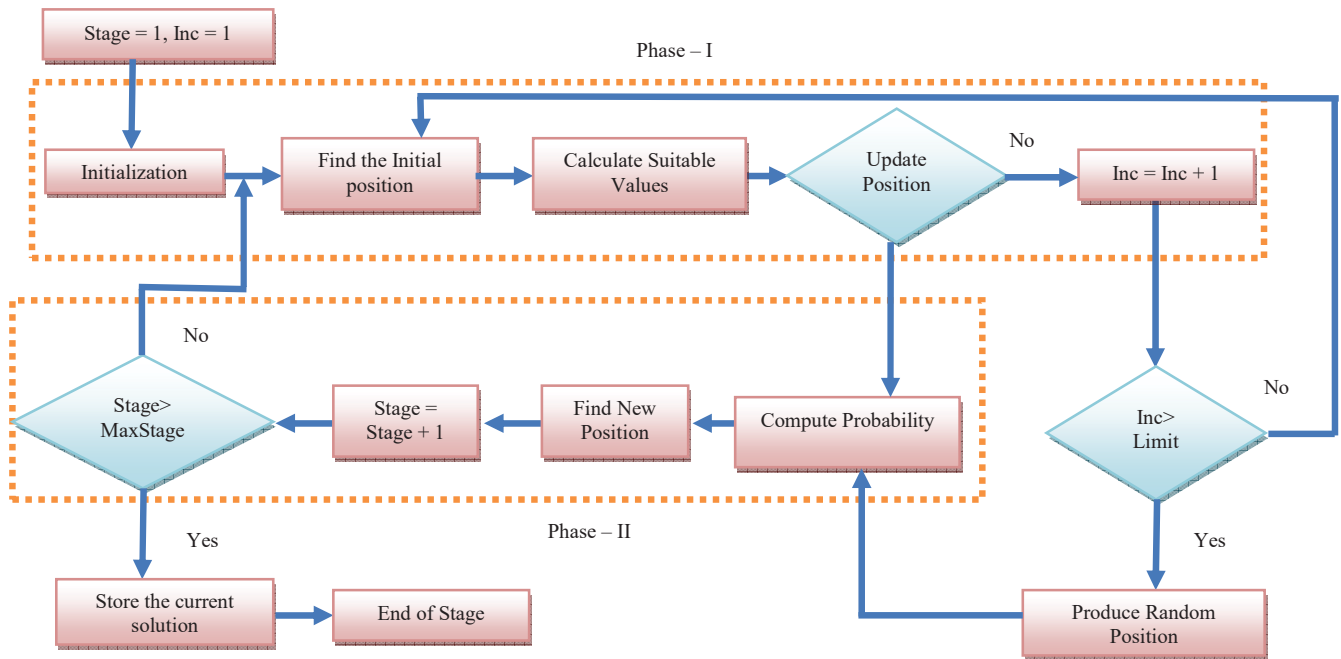 Stage = 1, Inc = 1
Phase – I
Initialization
Find the Initial
position
Calculate Suitable
Values
Update
Position
No
Inc = Inc + 1
No
Stage>
MaxStage
Stage =
Stage + 1
Find New
Position
Compute Probability
Inc>
Limit
No
Yes
Phase – II
Yes
Store the current
solution
End of Stage
Produce Random
Position